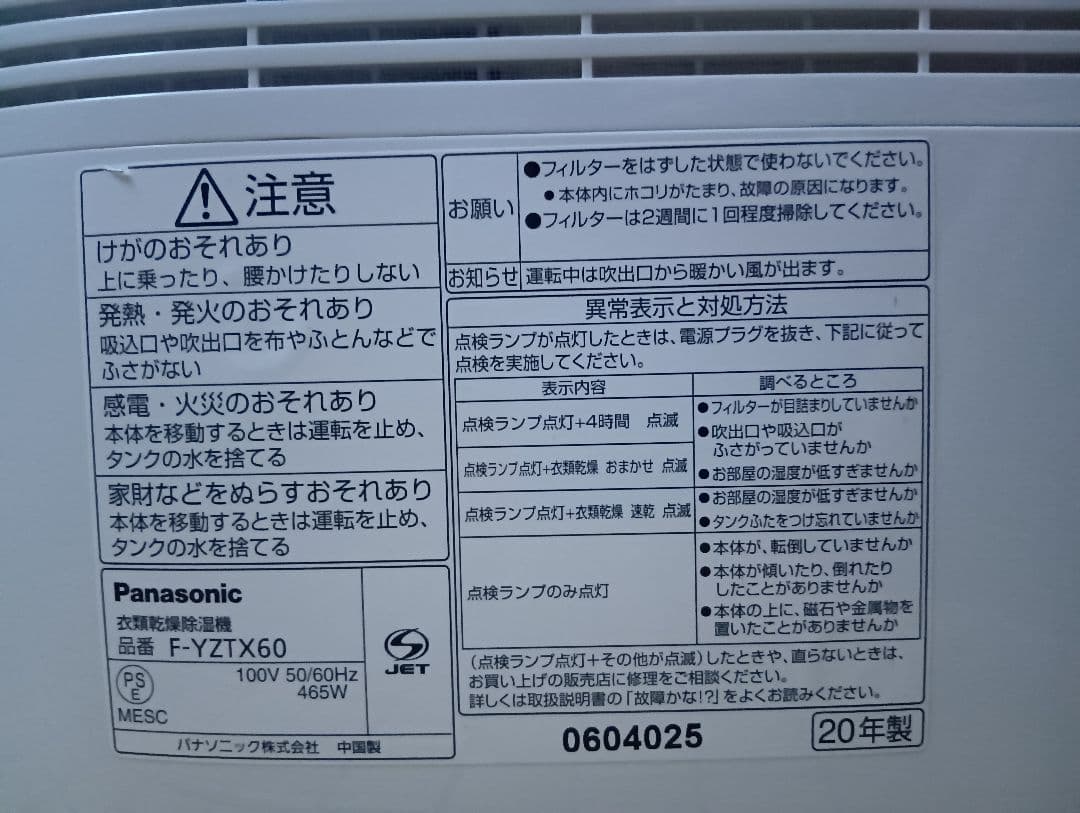 注意
けがのおそれあり
上に乗ったり、腰かけたりしない
発熱・発火のおそれあり
吸込口や吹出口を布やふとんなどで
ふさがない
感電・火災のおそれあり
本体を移動するときは運転を止め、
タンクの水を捨てる
家財などをぬらすおそれあり
本体を移動するときは運転を止め、
タンクの水を捨てる
Panasonic
衣類乾燥除湿機
品番 F-YZTX60
PS
E
MESC
100V 50/60Hz
465W
JET
パナソニック株式会社 中国製
お願い
●フィルターをはずした状態で使わないでください。
●本体内にホコリがたまり、故障の原因になります。
●フィルターは2週間に1回程度掃除してください。
お知らせ 運転中は吹出口から暖かい風が出ます。
異常表示と対処方法
点検ランプが点灯したときは、電源プラグを抜き、下記に従って
点検を実施してください。
表示内容 調べるところ
点検ランプ点灯+4時間 点滅
点検ランプ点灯+衣類乾燥 おまかせ 点滅
●フィルターが目詰まりしていませんか
●吹出口や吸込口が
ふさがっていませんか
●お部屋の湿度が低すぎませんか
点検ランプ点灯+衣類乾燥 速乾 点滅
●お部屋の湿度が低すぎませんか
●タンクふたをつけ忘れていませんか
点検ランプのみ点灯
●本体が、転倒していませんか
●本体が傾いたり、倒れたり
したことがありませんか
●本体の上に、磁石や金属物を
置いたことがありませんか
(点検ランプ点灯+その他が点滅)したときや、直らないときは、
お買い上げの販売店に修理をご相談ください。
詳しくは取扱説明書の「故障かな!?」をよくお読みください。
0604025
20年製